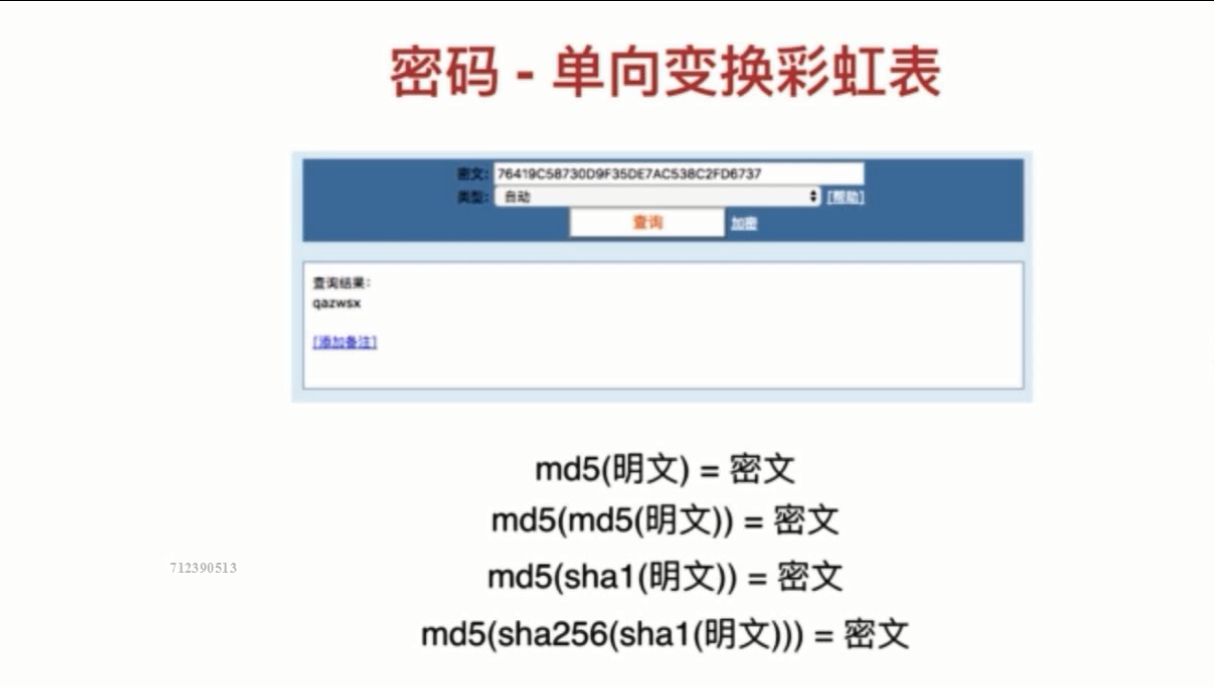 密码 - 单向变换彩虹表
密文: 76419C58730D9F35DE7AC538C2FD6737
类型: 自动 [帮助]
查询 加密
查询结果:
qazwsx
[添加备注]
md5(明文) = 密文
md5(md5(明文)) = 密文
712390513
md5(sha1(明文)) = 密文
md5(sha256(sha1(明文))) = 密文